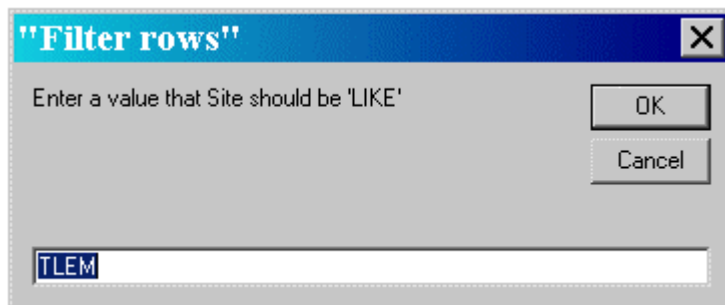 "Filter rows"
Enter a value that Site should be 'LIKE'
OK
Cancel
TLEM